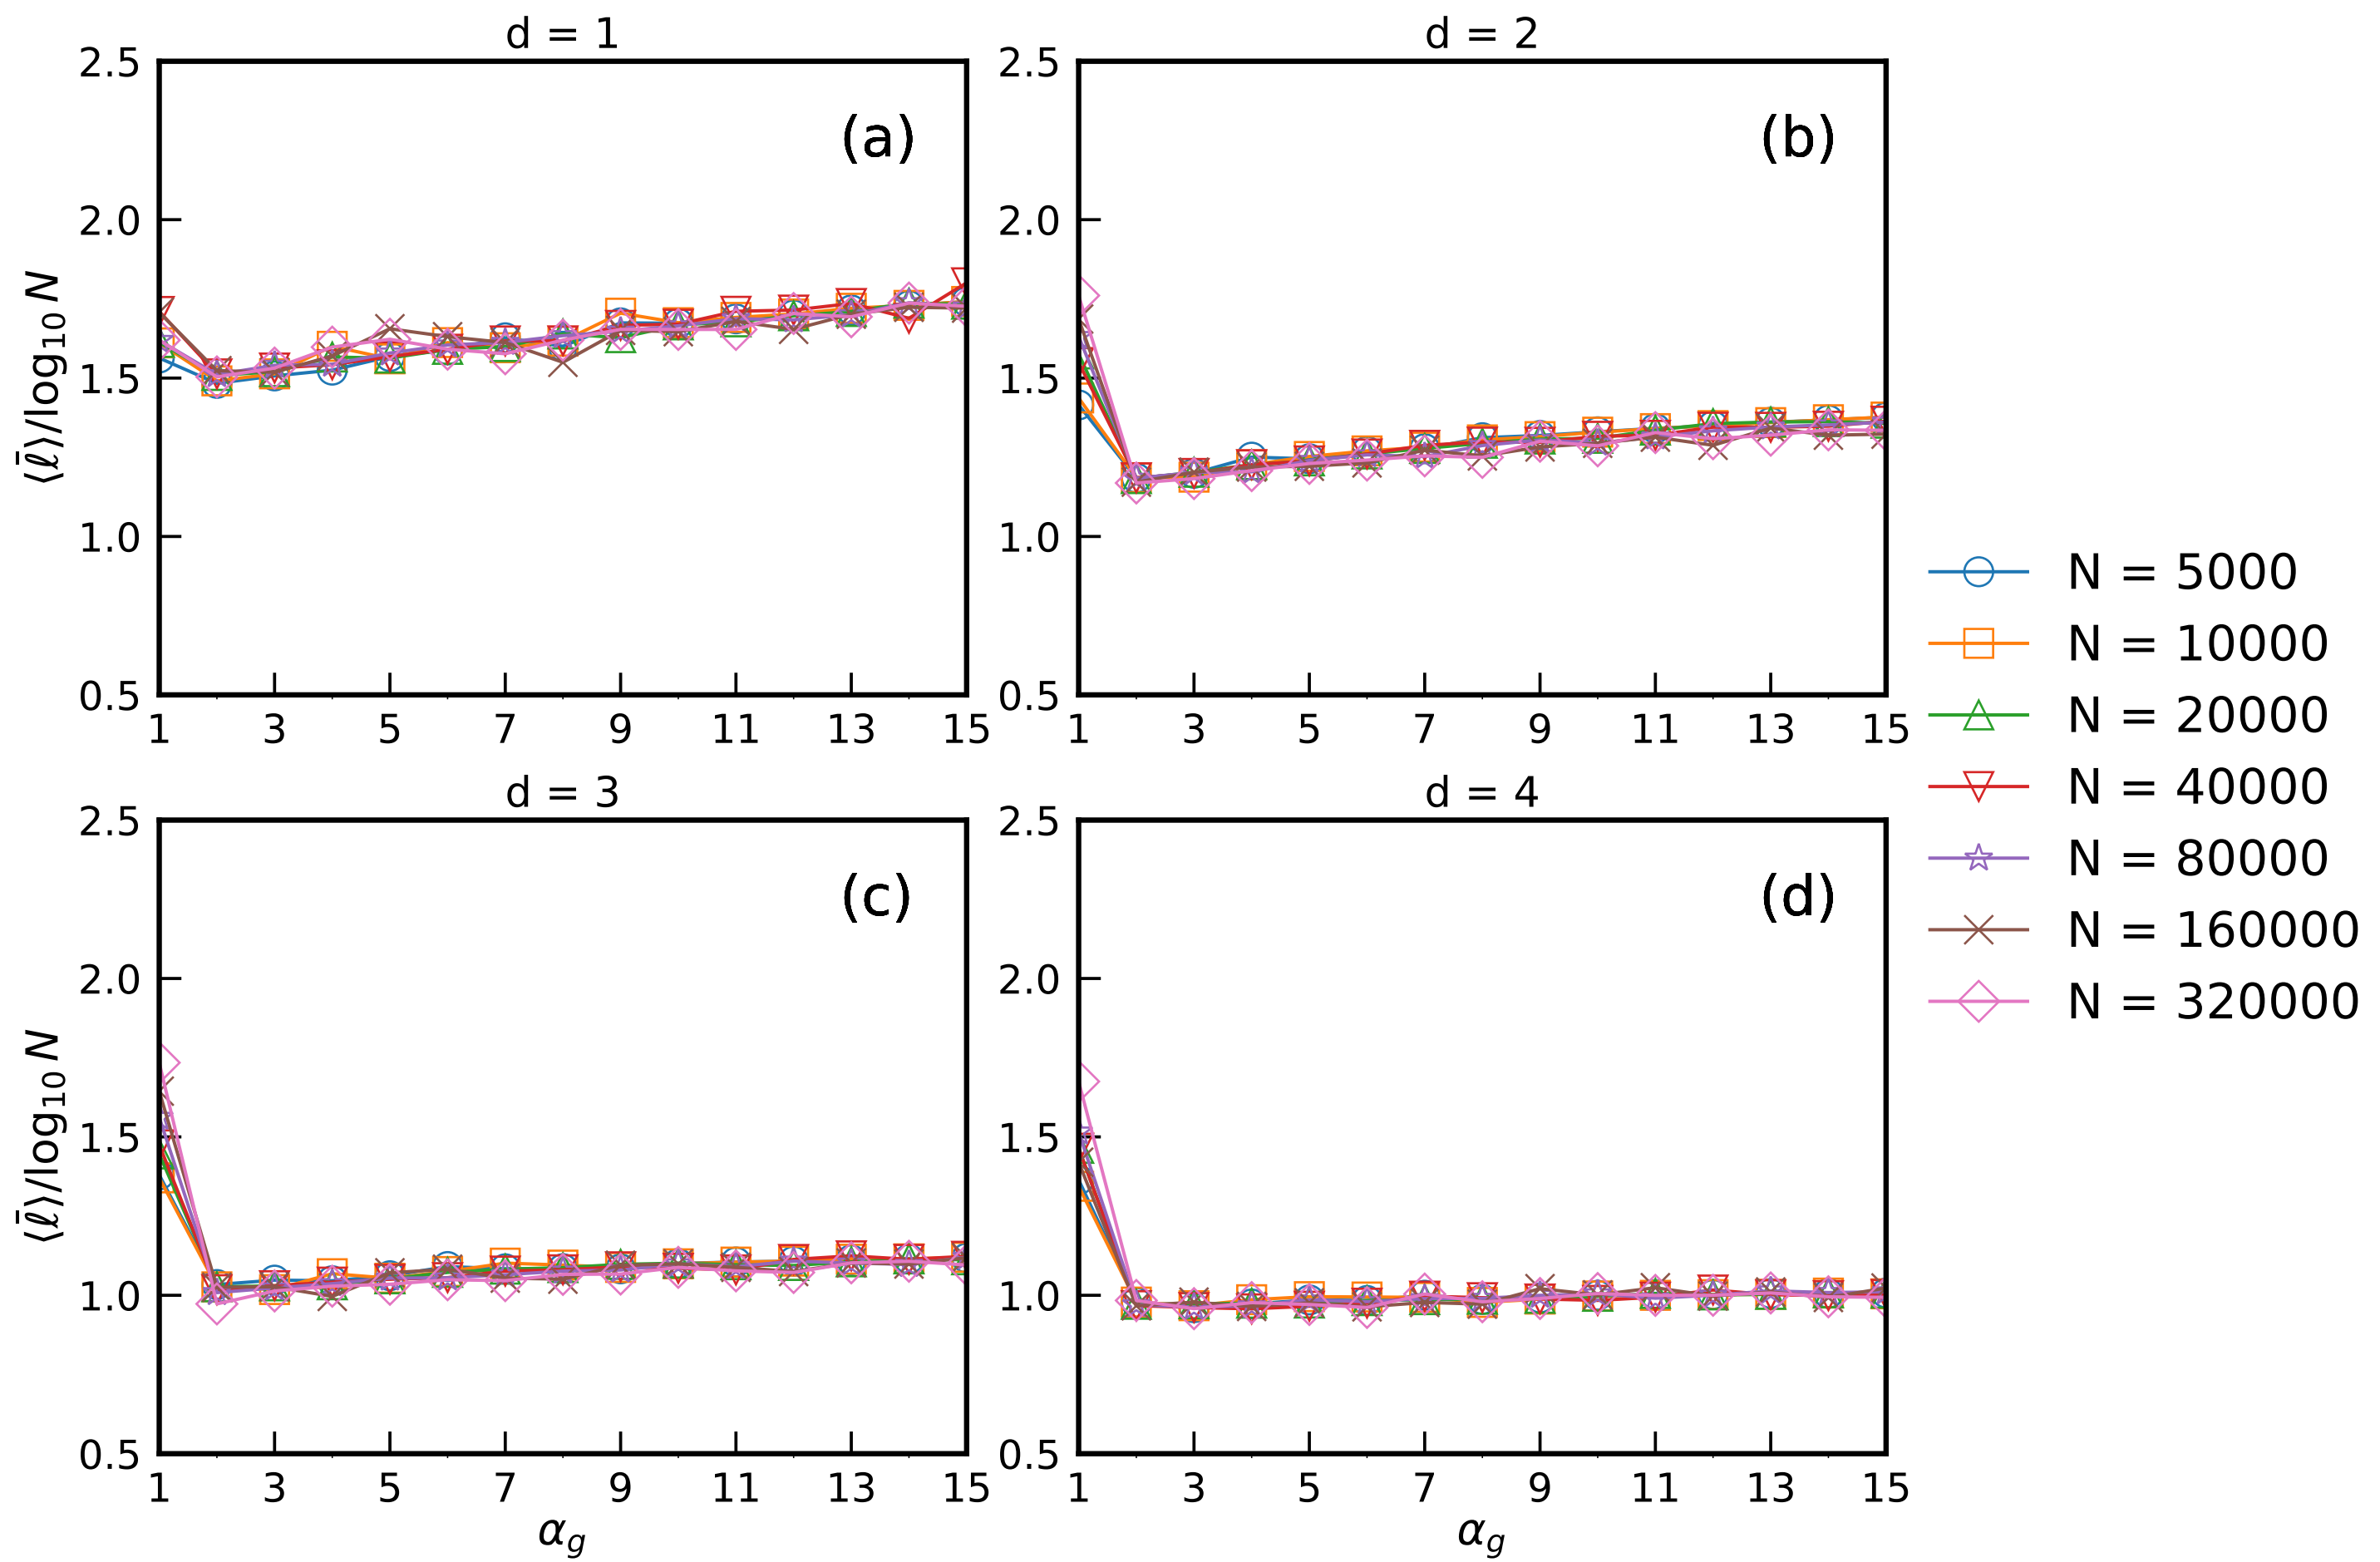 d = 1
d = 2
2.5
2.0
1.5
1.0
0.5
⟨ℓ̄⟩/log₁₀ N
(a)
1 3 5 7 9 11 13 15
2.5
2.0
1.5
1.0
0.5
(b)
1 3 5 7 9 11 13 15
d = 3
d = 4
2.5
2.0
1.5
1.0
0.5
⟨ℓ̄⟩/log₁₀ N
(c)
1 3 5 7 9 11 13 15
α_g
2.5
2.0
1.5
1.0
0.5
(d)
1 3 5 7 9 11 13 15
α_g
N = 5000
N = 10000
N = 20000
N = 40000
N = 80000
N = 160000
N = 320000